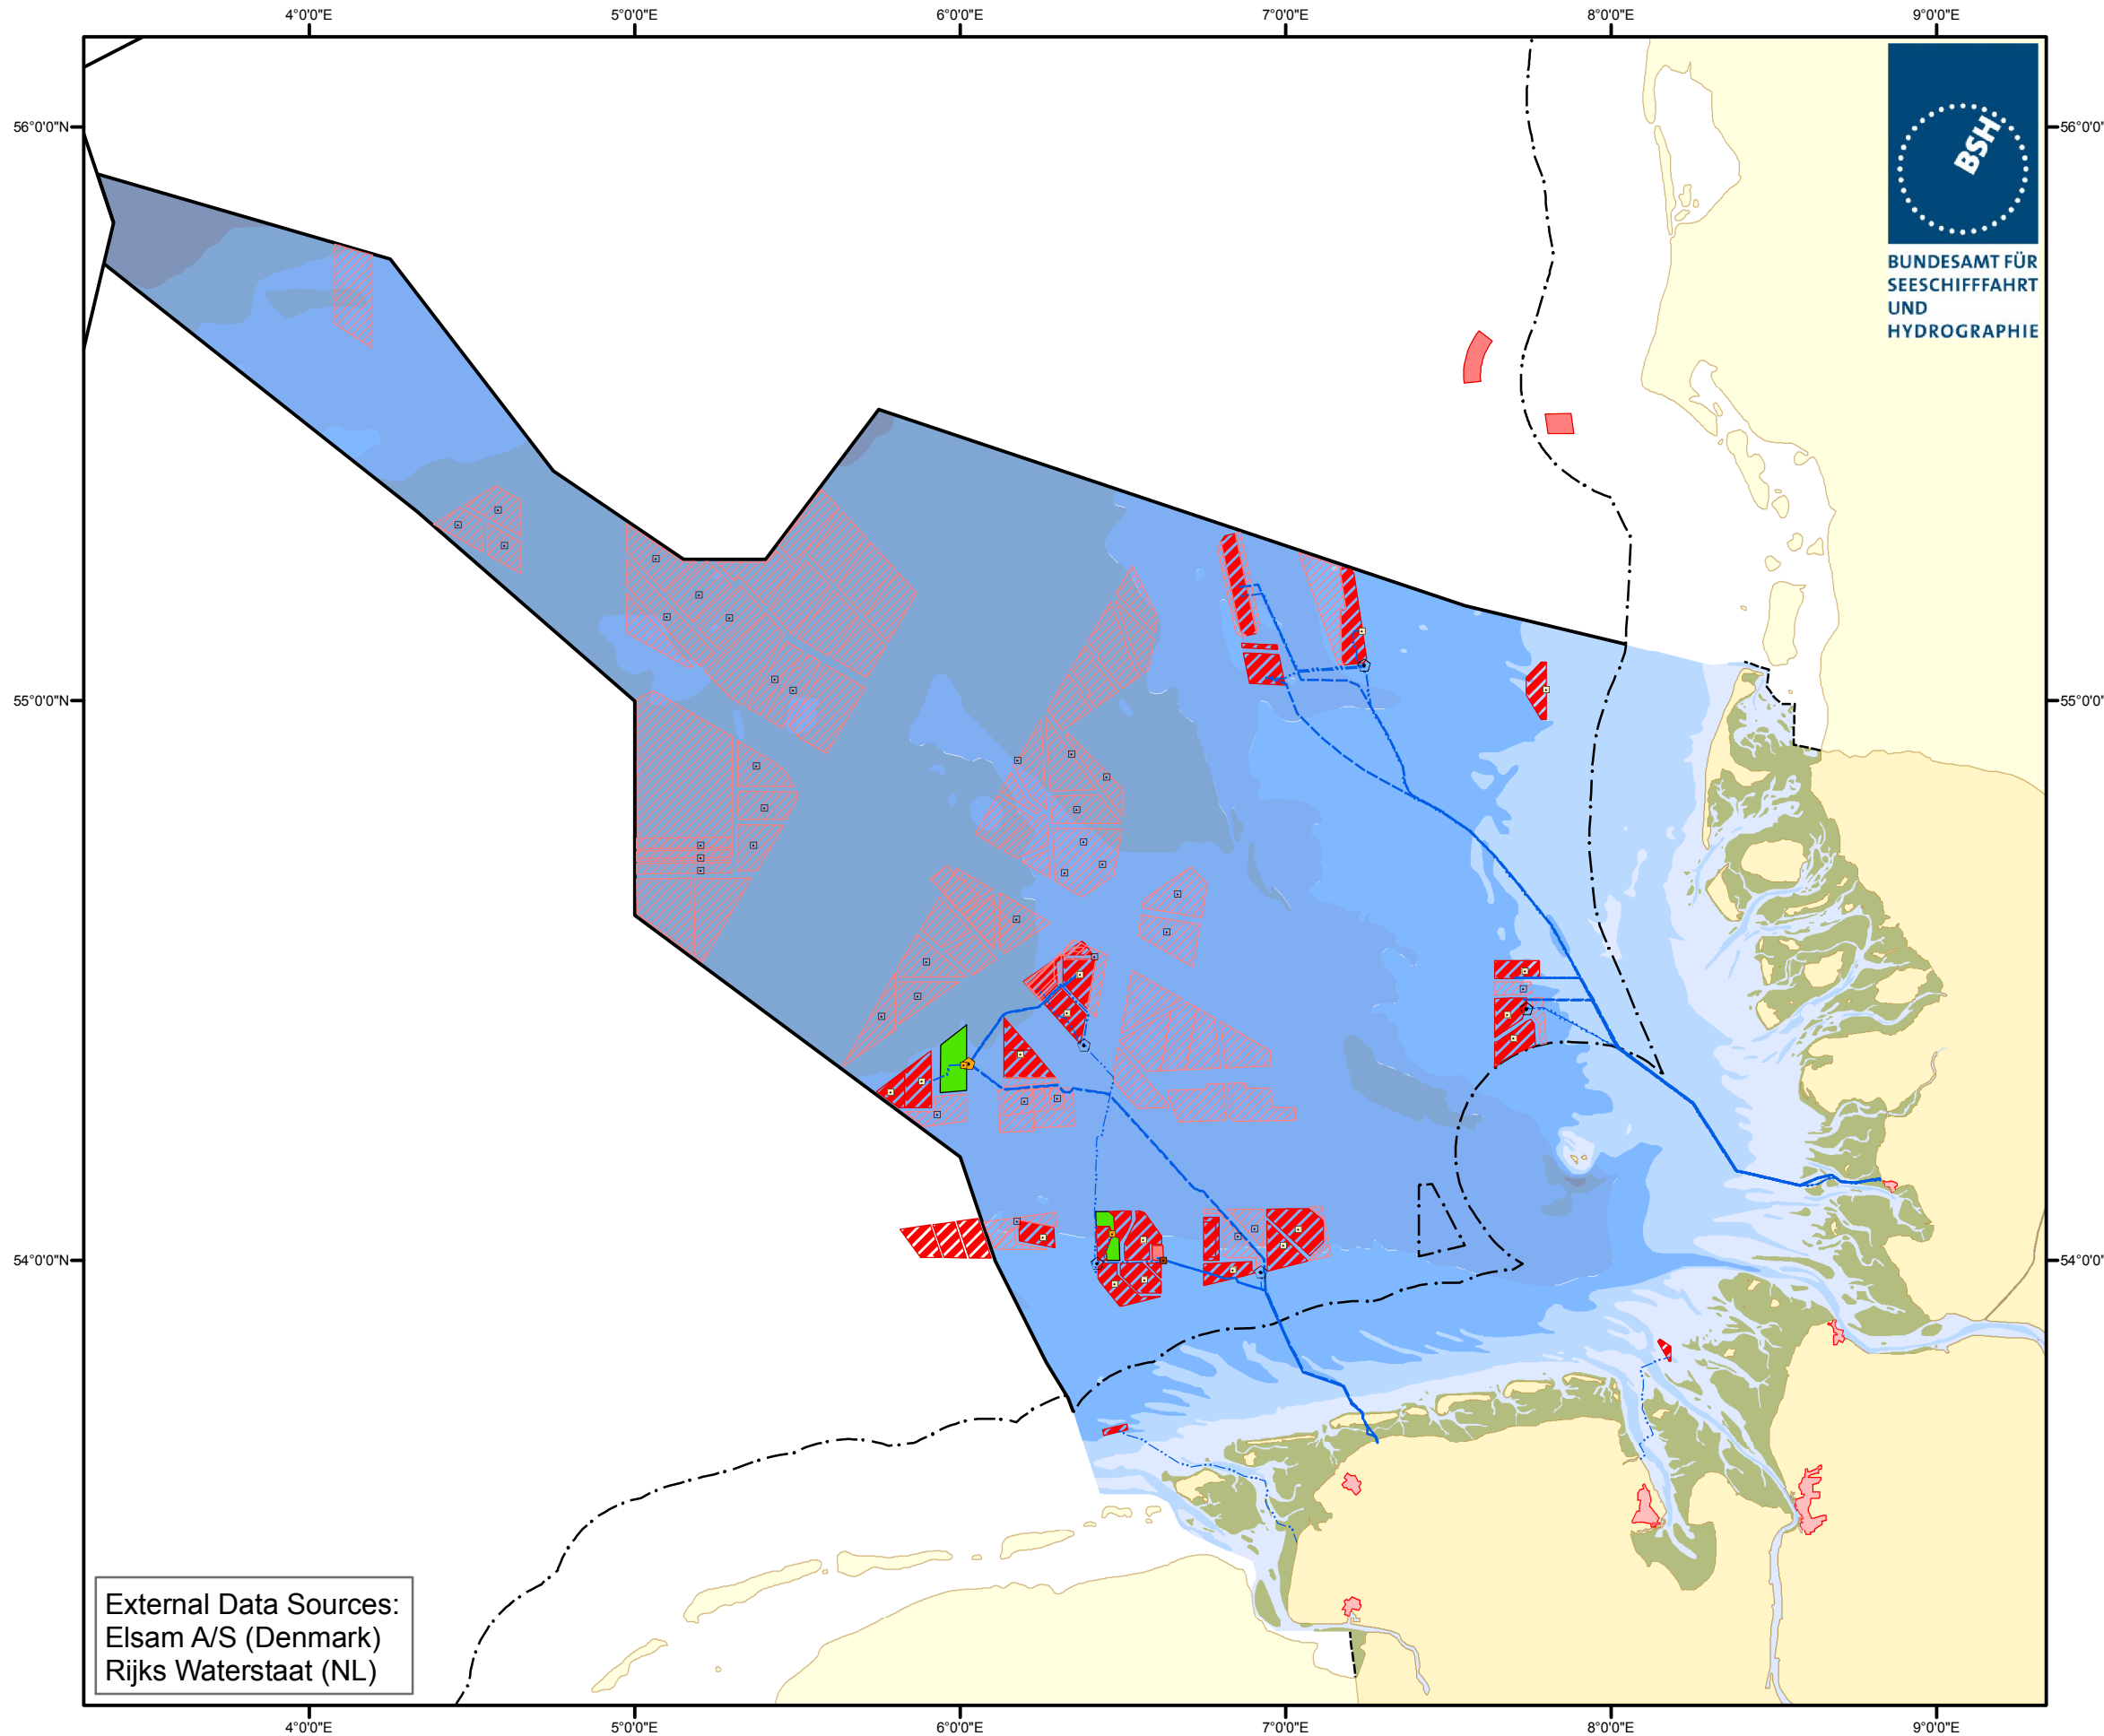 4°0'0"E 5°0'0"E 6°0'0"E 7°0'0"E 8°0'0"E 9°0'0"E
BSH
56°0'0"N 56°0'0"
BUNDESAMT FÜR
SEESCHIFFFAHRT
UND
HYDROGRAPHIE
55°0'0"N 55°0'0"
54°0'0"N 54°0'0"
External Data Sources:
Elsam A/S (Denmark)
Rijks Waterstaat (NL)
4°0'0"E 5°0'0"E 6°0'0"E 7°0'0"E 8°0'0"E 9°0'0"E